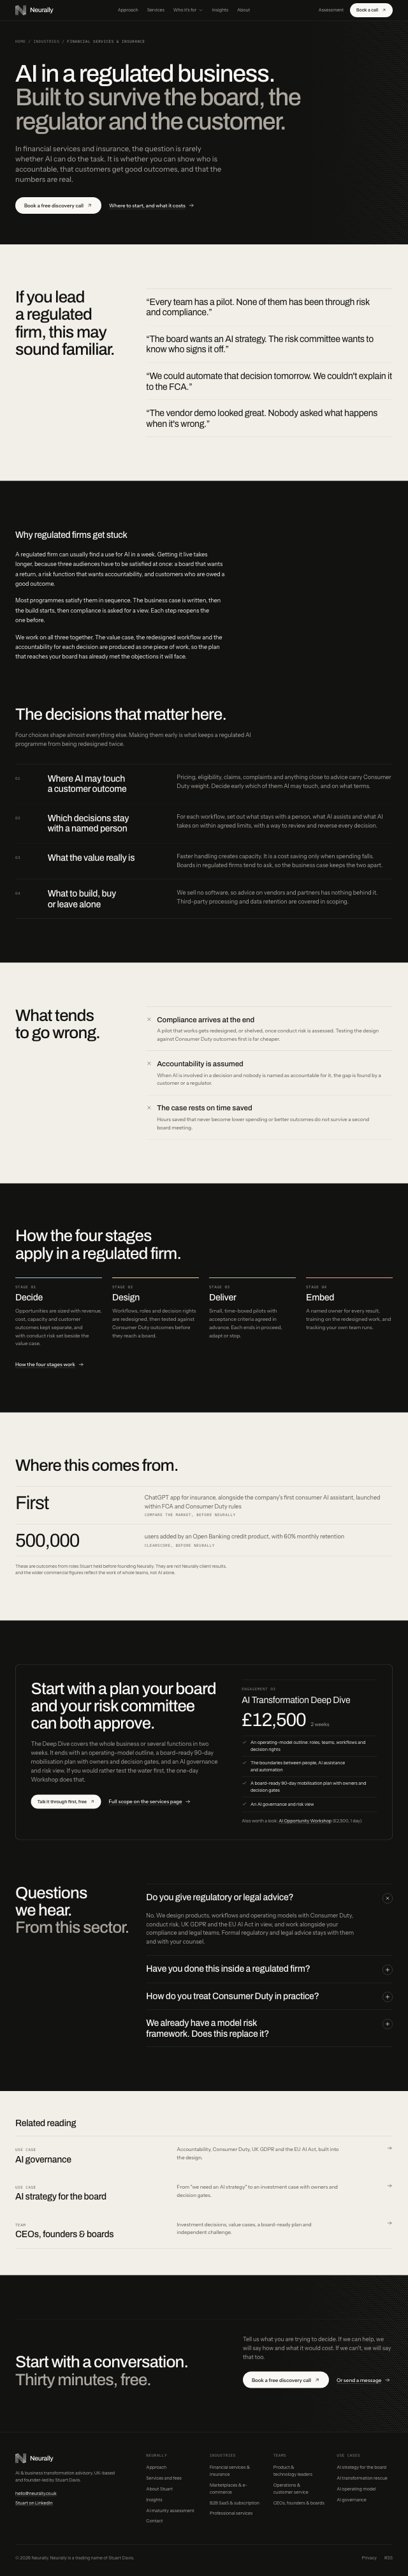 Neurally
Approach Services Who it's for Insights About
Assessment Book a call
HOME / INDUSTRIES / FINANCIAL SERVICES & INSURANCE
AI in a regulated business.
Built to survive the board, the
regulator and the customer.
In financial services and insurance, the question is rarely
whether AI can do the task. It is whether you can show who is
accountable, that customers get good outcomes, and that the
numbers are real.
Book a free discovery call
Where to start, and what it costs
If you lead
a regulated
firm, this may
sound familiar.
“Every team has a pilot. None of them has been through risk
and compliance.”
“The board wants an AI strategy. The risk committee wants to
know who signs it off.”
“We could automate that decision tomorrow. We couldn't explain it
to the FCA.”
“The vendor demo looked great. Nobody asked what happens
when it's wrong.”
Why regulated firms get stuck
A regulated firm can usually find a use for AI in a week. Getting it live takes
longer, because three audiences have to be satisfied at once: a board that wants
a return, a risk function that wants accountability, and customers who are owed a
good outcome.
Most programmes satisfy them in sequence. The business case is written, then
the build starts, then compliance is asked for a view. Each step reopens the
one before.
We work on all three together. The value case, the redesigned workflow and the
accountability for each decision are produced as one piece of work, so the plan
that reaches your board has already met the objections it will face.
The decisions that matter here.
Four choices shape almost everything else. Making them early is what keeps a regulated AI
programme from being redesigned twice.
01
Where AI may touch
a customer outcome
Pricing, eligibility, claims, complaints and anything close to advice carry Consumer
Duty weight. Decide early which of them AI may touch, and on what terms.
02
Which decisions stay
with a named person
For each workflow, set out what stays with a person, what AI assists and what AI
takes on within agreed limits, with a way to review and reverse every decision.
03
What the value really is
Faster handling creates capacity. It is a cost saving only when spending falls.
Boards in regulated firms tend to ask, so the business case keeps the two apart.
04
What to build, buy
or leave alone
We sell no software, so advice on vendors and partners has nothing behind it.
Third-party processing and data retention are covered in scoping.
What tends
to go wrong.
Compliance arrives at the end
A pilot that works gets redesigned, or shelved, once conduct risk is assessed. Testing the design
against Consumer Duty outcomes first is far cheaper.
Accountability is assumed
When AI is involved in a decision and nobody is named as accountable for it, the gap is found by a
customer or a regulator.
The case rests on time saved
Hours saved that never become lower spending or better outcomes do not survive a second
board meeting.
How the four stages
apply in a regulated firm.
STAGE 01
Decide
Opportunities are sized with revenue,
cost, capacity and customer
outcomes kept separate, and
with conduct risk set beside the
value case.
STAGE 02
Design
Workflows, roles and decision rights
are redesigned, then tested against
Consumer Duty outcomes before
they reach a board.
STAGE 03
Deliver
Small, time-boxed pilots with
acceptance criteria agreed in
advance. Each ends in proceed,
adapt or stop.
STAGE 04
Embed
A named owner for every result,
training on the redesigned work, and
tracking your own team runs.
How the four stages work
Where this comes from.
First
ChatGPT app for insurance, alongside the company's first consumer AI assistant, launched
within FCA and Consumer Duty rules
COMPARE THE MARKET, BEFORE NEURALLY
500,000
users added by an Open Banking credit product, with 60% monthly retention
CLEARSCORE, BEFORE NEURALLY
These are outcomes from roles Stuart held before founding Neurally. They are not Neurally client results,
and the wider commercial figures reflect the work of whole teams, not AI alone.
Start with a plan your board
and your risk committee
can both approve.
The Deep Dive covers the whole business or several functions in two
weeks. It ends with an operating-model outline, a board-ready 90-day
mobilisation plan with owners and decision gates, and an AI governance
and risk view. If you would rather test the water first, the one-day
Workshop does that.
Talk it through first, free
Full scope on the services page
ENGAGEMENT 03
AI Transformation Deep Dive
£12,500 2 weeks
An operating-model outline: roles, teams, workflows and
decision rights
The boundaries between people, AI assistance
and automation
A board-ready 90-day mobilisation plan with owners and
decision gates
An AI governance and risk view
Also worth a look: AI Opportunity Workshop (£2,500, 1 day).
Questions
we hear.
From this sector.
Do you give regulatory or legal advice?
No. We design products, workflows and operating models with Consumer Duty,
conduct risk, UK GDPR and the EU AI Act in view, and work alongside your
compliance and legal teams. Formal regulatory and legal advice stays with them
and with your counsel.
Have you done this inside a regulated firm?
How do you treat Consumer Duty in practice?
We already have a model risk
framework. Does this replace it?
Related reading
USE CASE
AI governance
Accountability, Consumer Duty, UK GDPR and the EU AI Act, built into
the design.
USE CASE
AI strategy for the board
From “we need an AI strategy” to an investment case with owners and
decision gates.
TEAM
CEOs, founders & boards
Investment decisions, value cases, a board-ready plan and
independent challenge.
Start with a conversation.
Thirty minutes, free.
Tell us what you are trying to decide. If we can help, we
will say how and what it would cost. If we can't, we will say
that too.
Book a free discovery call
Or send a message
Neurally
AI & business transformation advisory. UK-based
and founder-led by Stuart Davis.
hello@neurally.co.uk
Stuart on LinkedIn
NEURALLY
Approach
Services and fees
About Stuart
Insights
AI maturity assessment
Contact
INDUSTRIES
Financial services &
insurance
Marketplaces & e-
commerce
B2B SaaS & subscription
Professional services
TEAMS
Product &
technology leaders
Operations &
customer service
CEOs, founders & boards
USE CASES
AI strategy for the board
AI transformation rescue
AI operating model
AI governance
© 2026 Neurally. Neurally is a trading name of Stuart Davis.
Privacy RSS